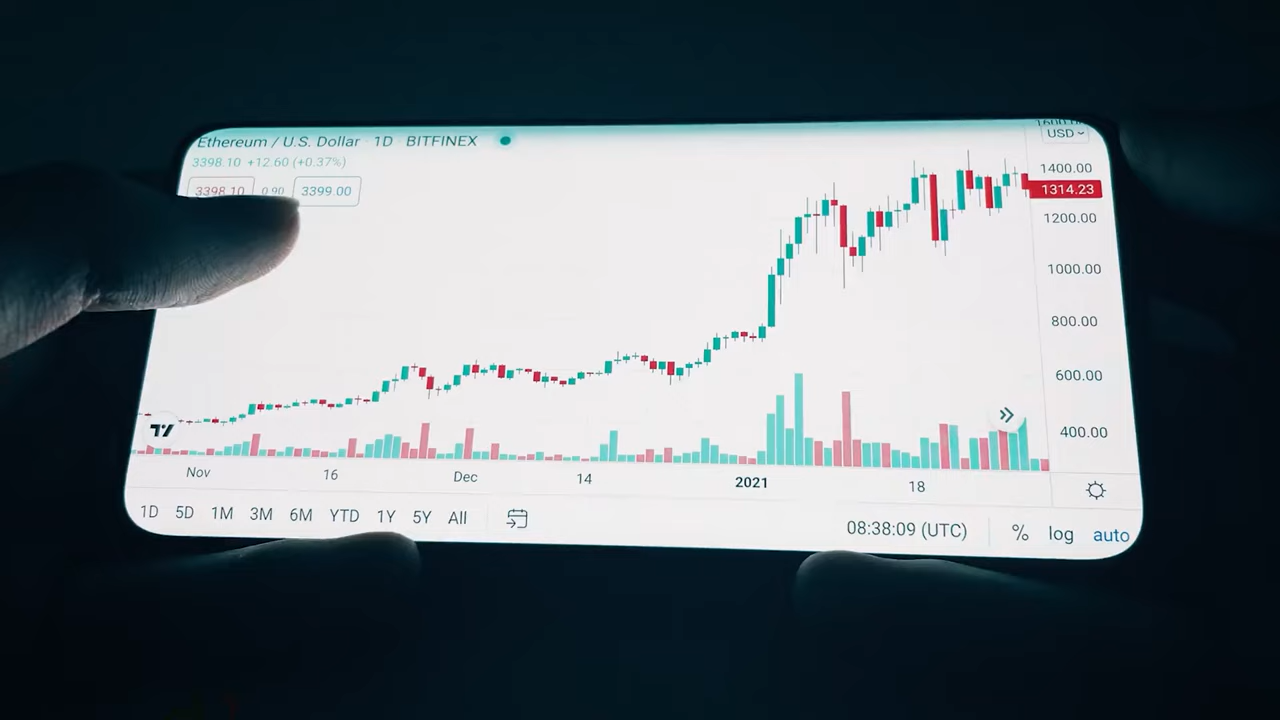 Ethereum / U.S. Dollar · 1D · BITFINEX
3398.10 +12.60 (+0.37%)
3398.10 0.90 3399.00
USD
1400.00
1314.23
1200.00
1000.00
800.00
600.00
400.00
Nov 16 Dec 14 2021 18
1D 5D 1M 3M 6M YTD 1Y 5Y All
08:38:09 (UTC) % log auto